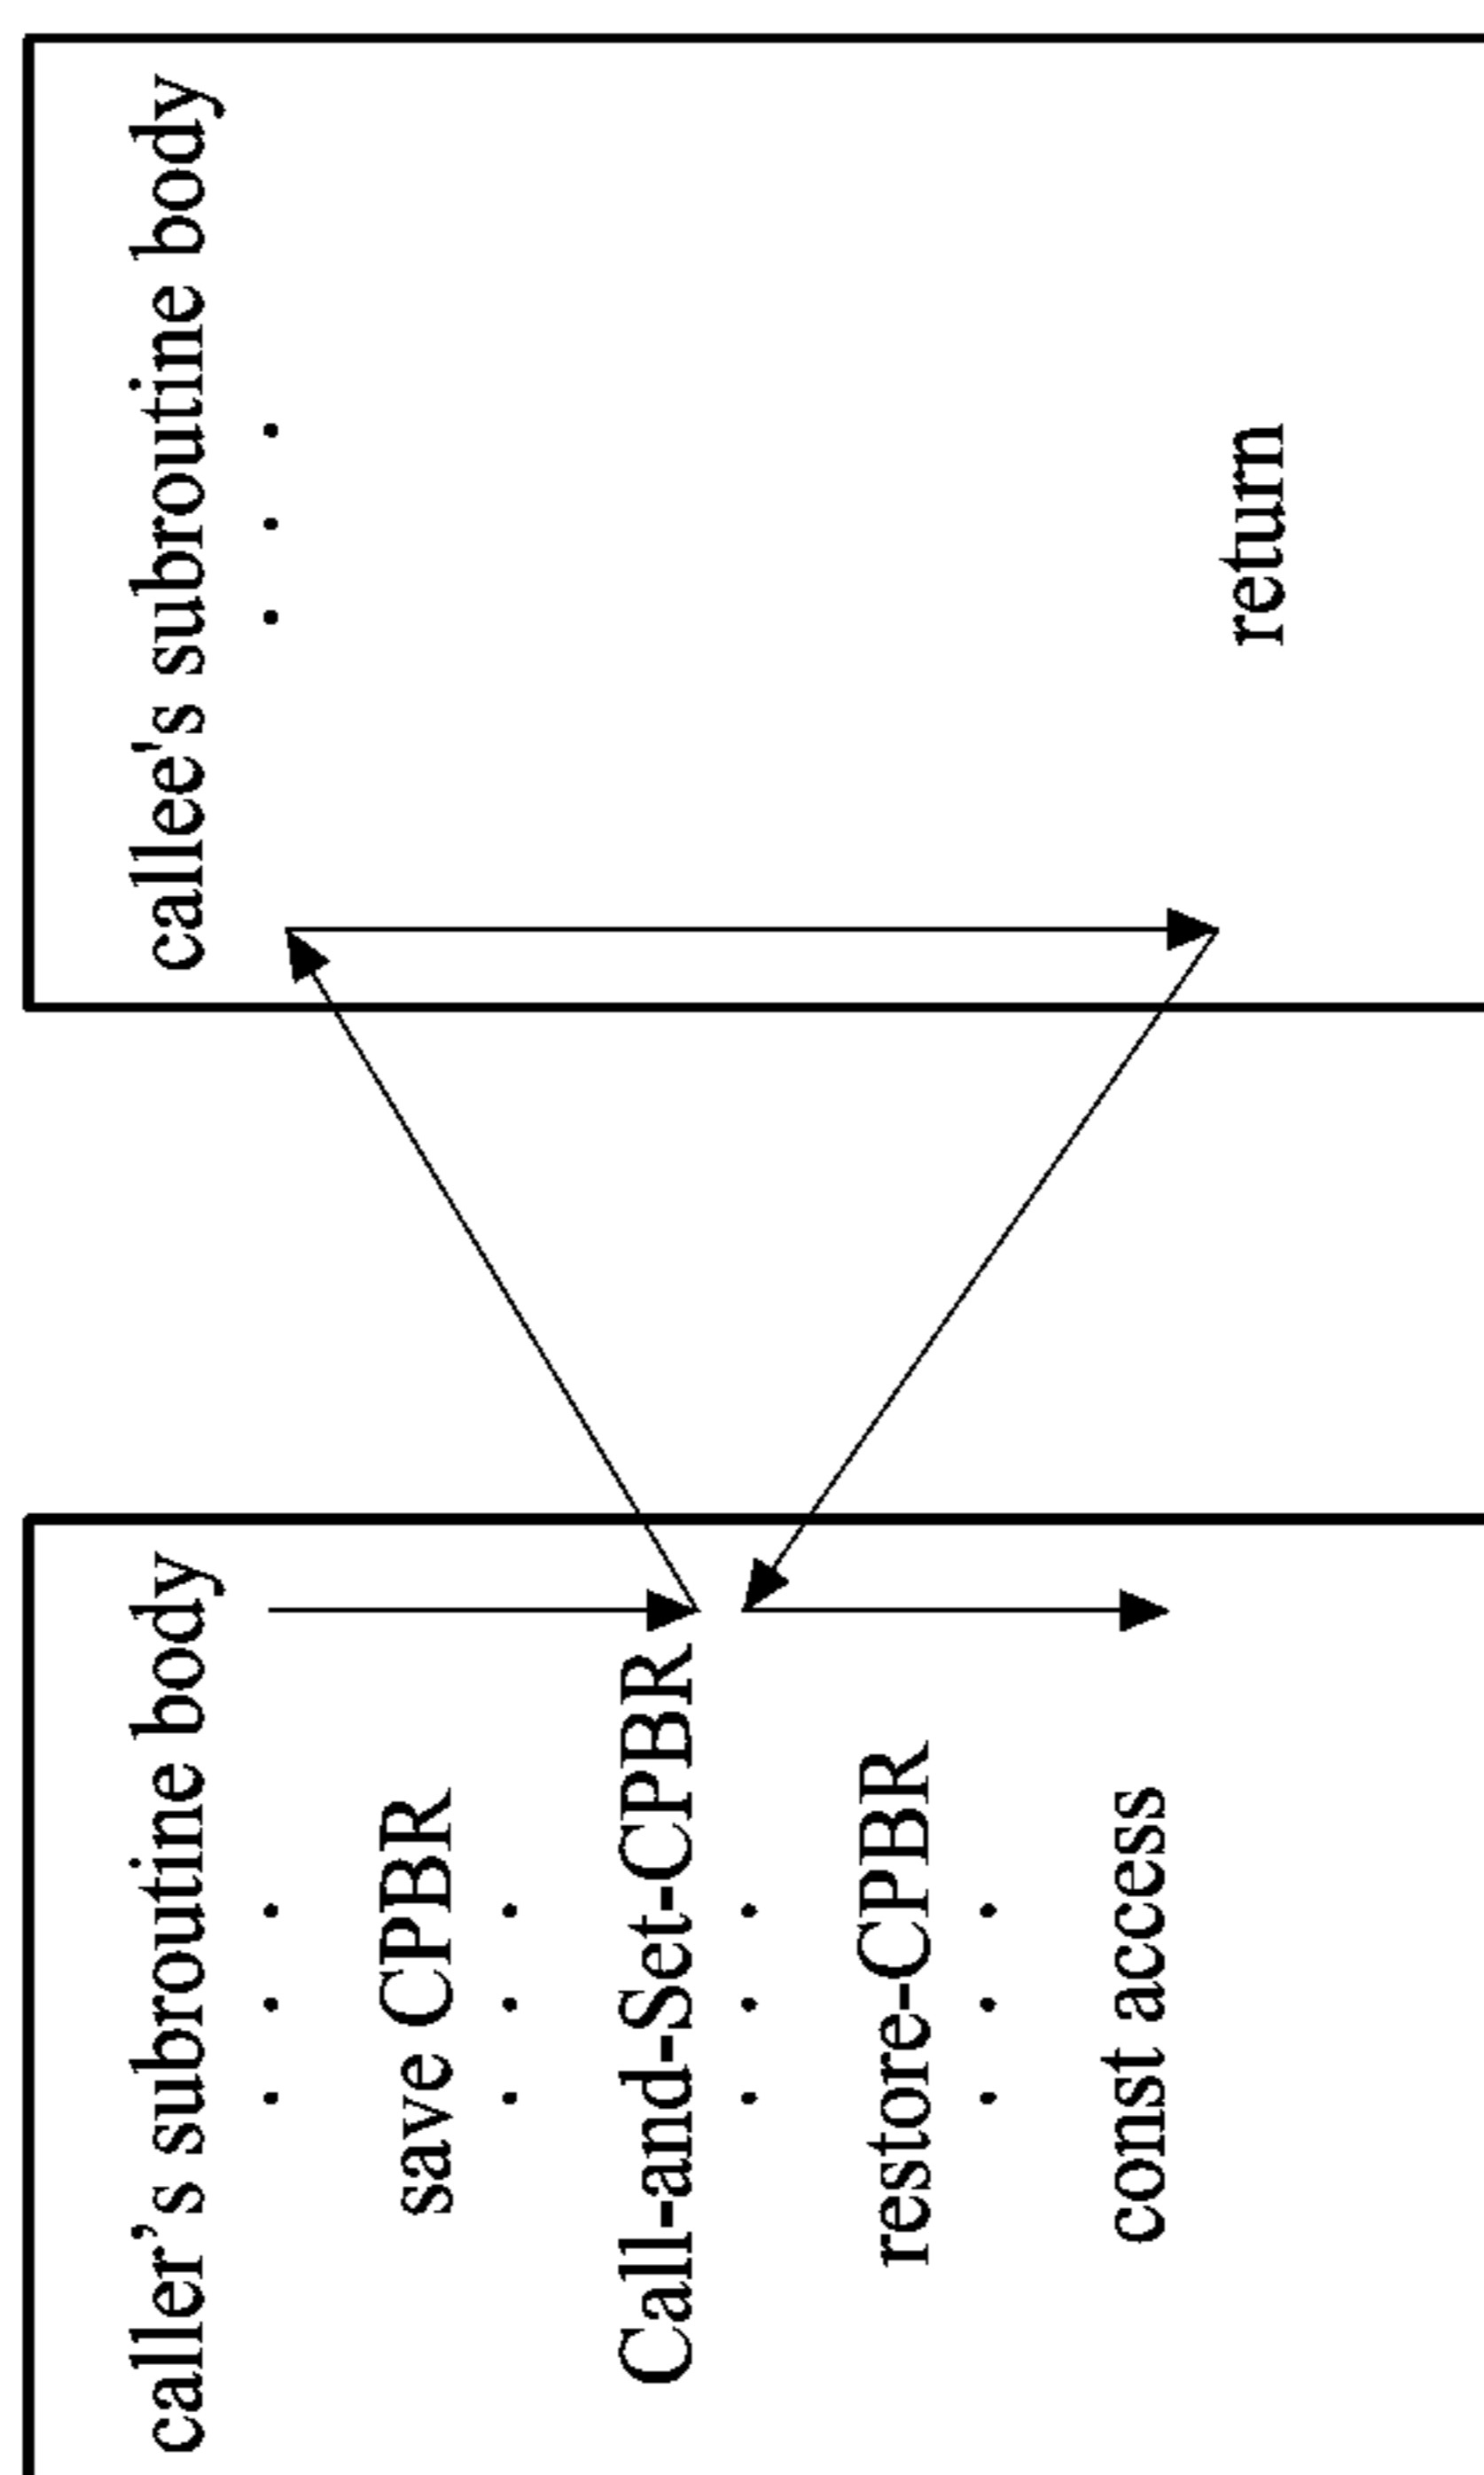 caller’s subroutine body
. . .
save CPBR
. . .
Call-and-Set-CPBR
. . .
restore-CPBR
. . .
const access
callee's subroutine body
. . .
return